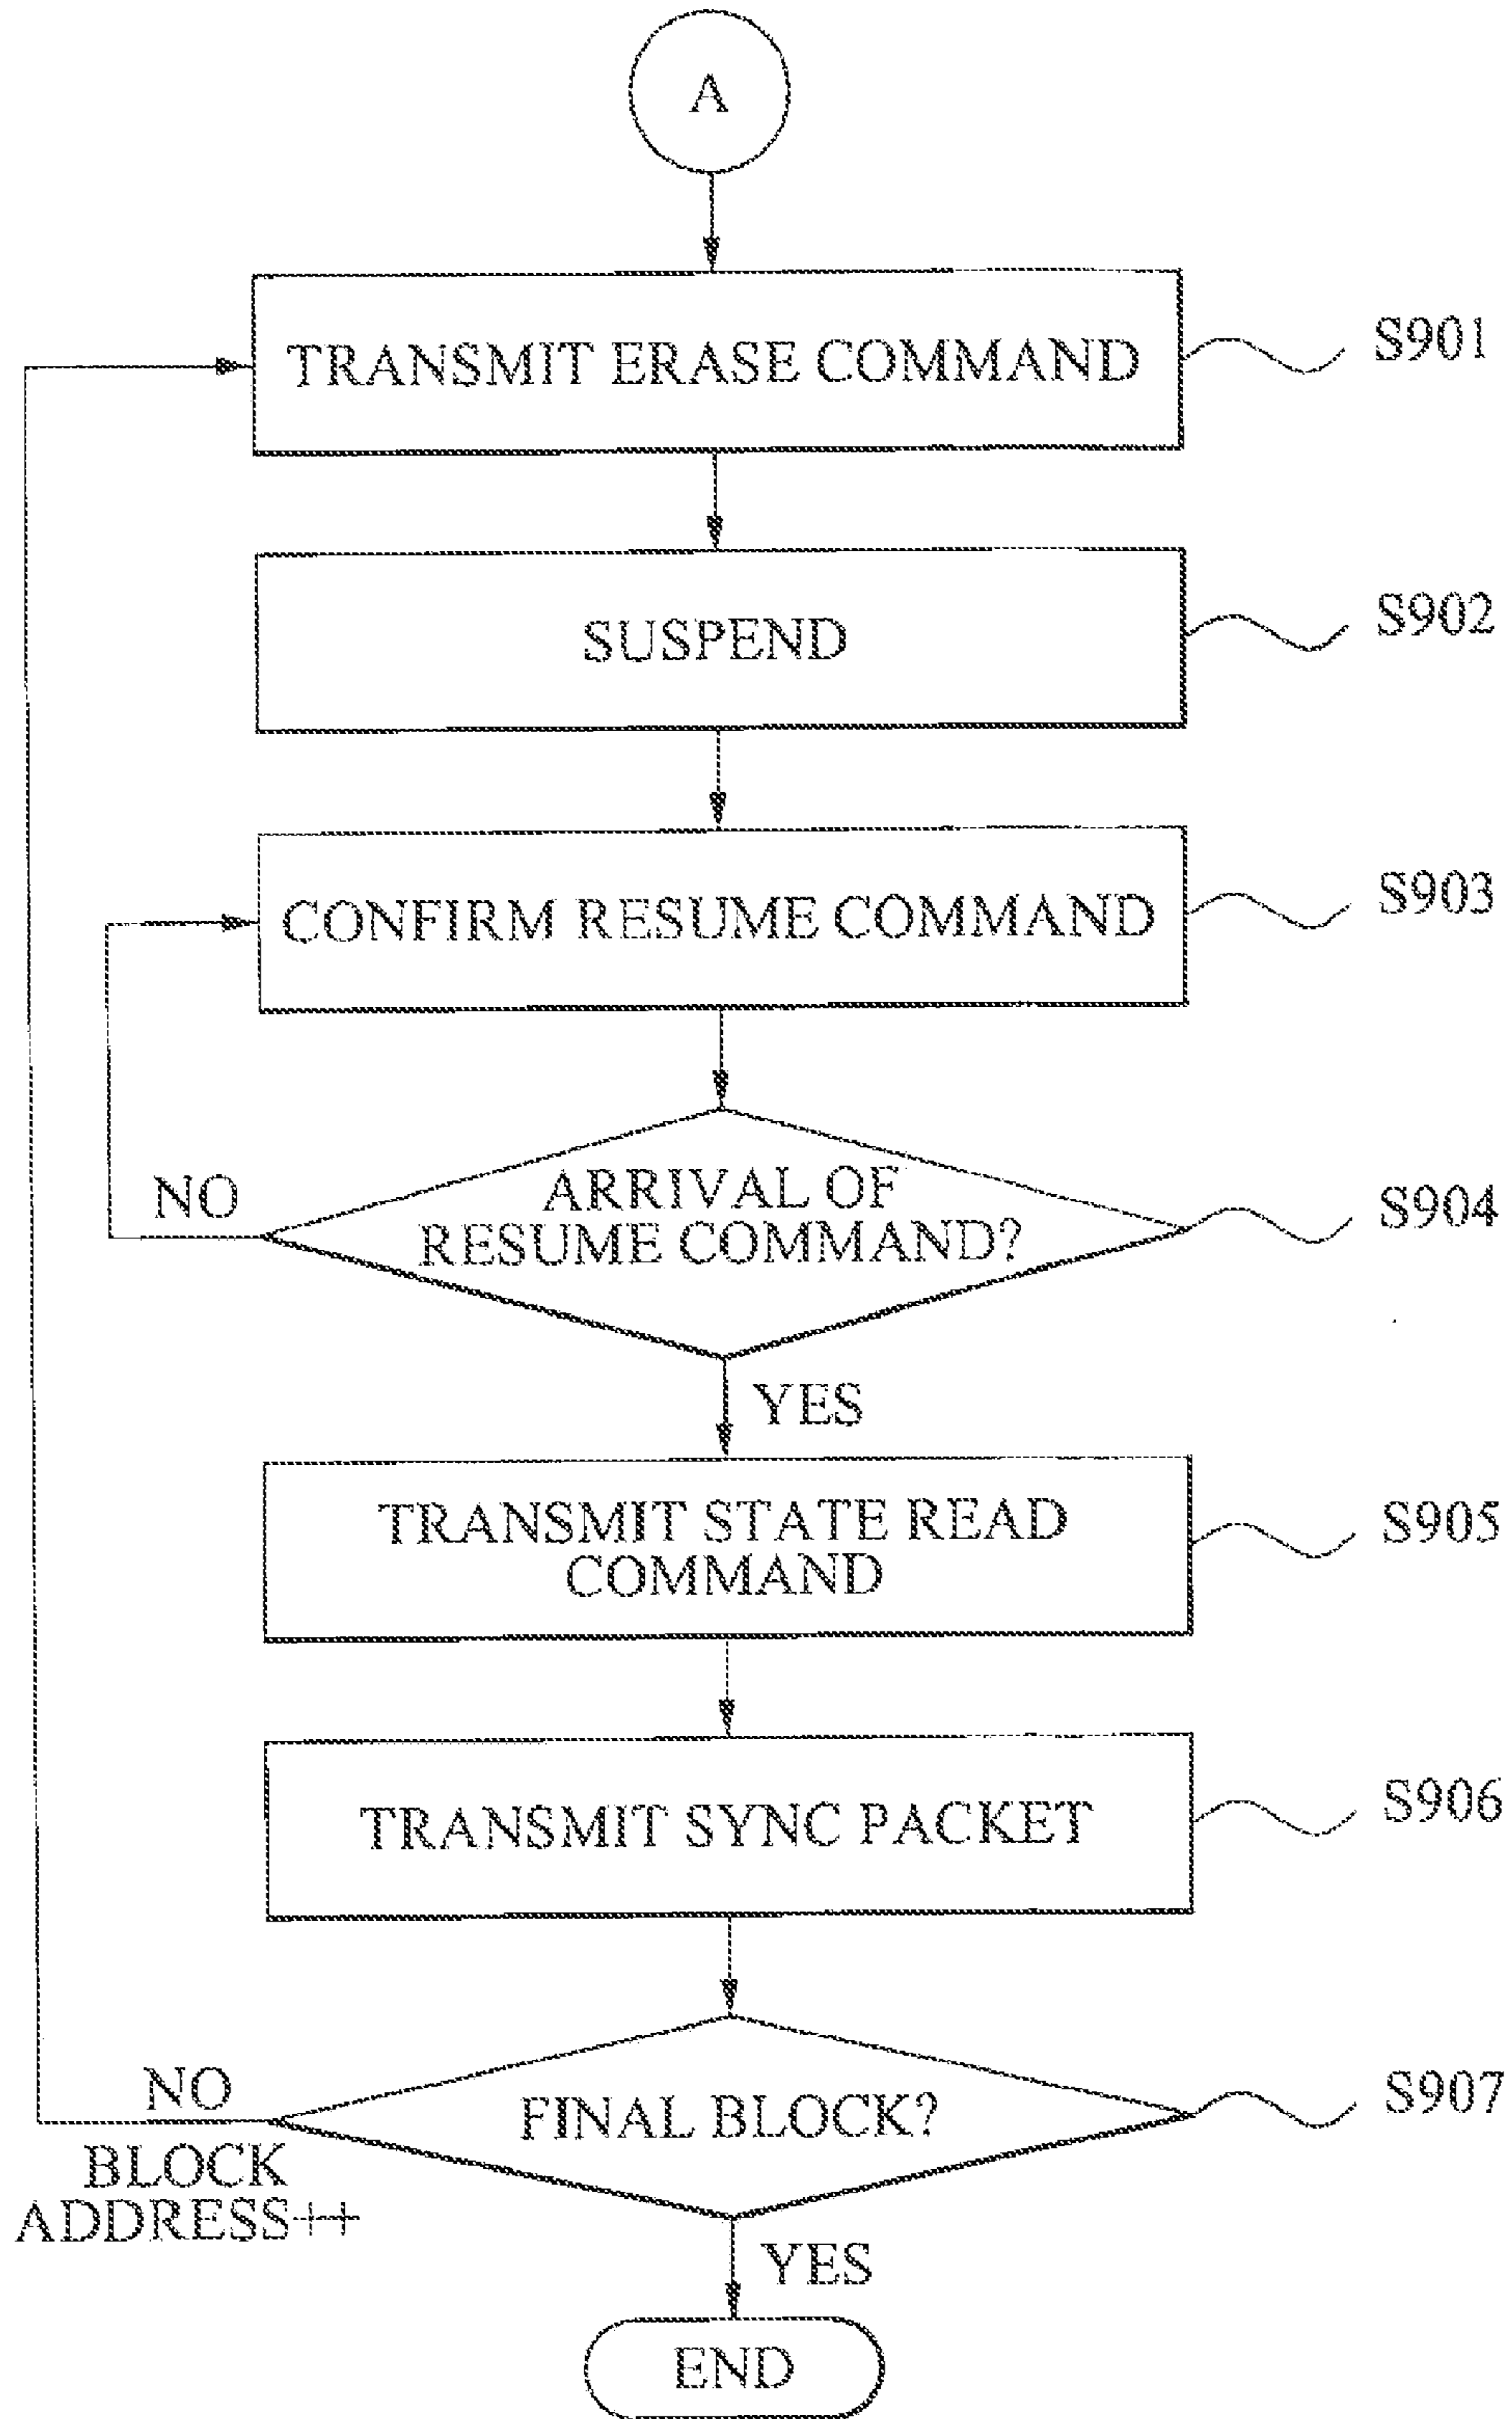 A
TRANSMIT ERASE COMMAND
S901
SUSPEND
S902
CONFIRM RESUME COMMAND
S903
NO
ARRIVAL OF
RESUME COMMAND?
S904
YES
TRANSMIT STATE READ
COMMAND
S905
TRANSMIT SYNC PACKET
S906
NO
BLOCK
ADDRESS++
FINAL BLOCK?
S907
YES
END